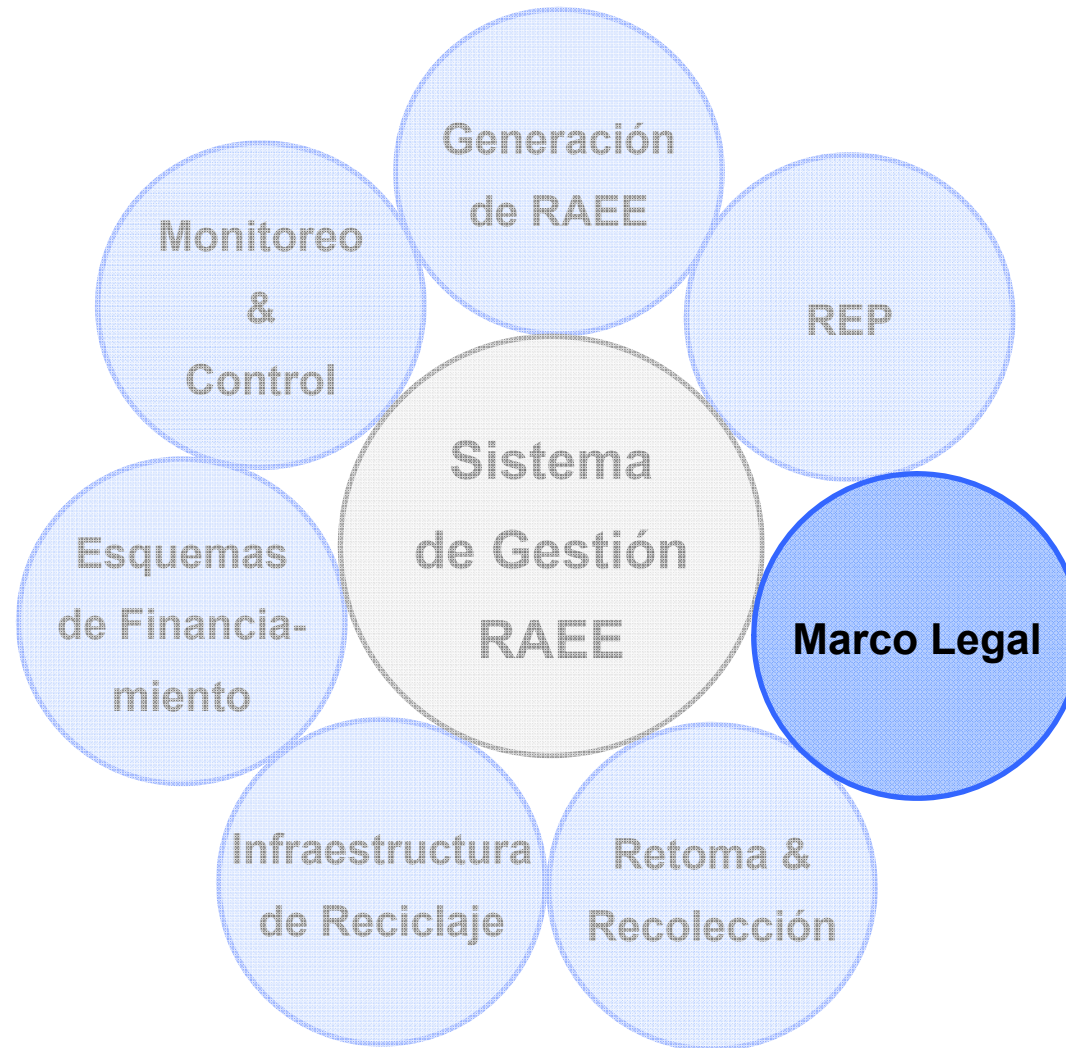 Generación
de RAEE
Monitoreo
&
Control
REP
Sistema
de Gestión
RAEE
Esquemas
de Financia-
miento
Marco Legal
Infraestructura
de Reciclaje
Retoma &
Recolección